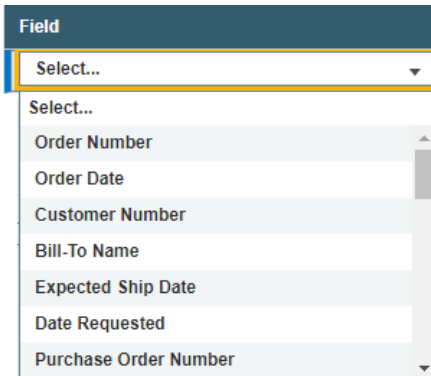 Field
Select...
Select...
Order Number
Order Date
Customer Number
Bill-To Name
Expected Ship Date
Date Requested
Purchase Order Number